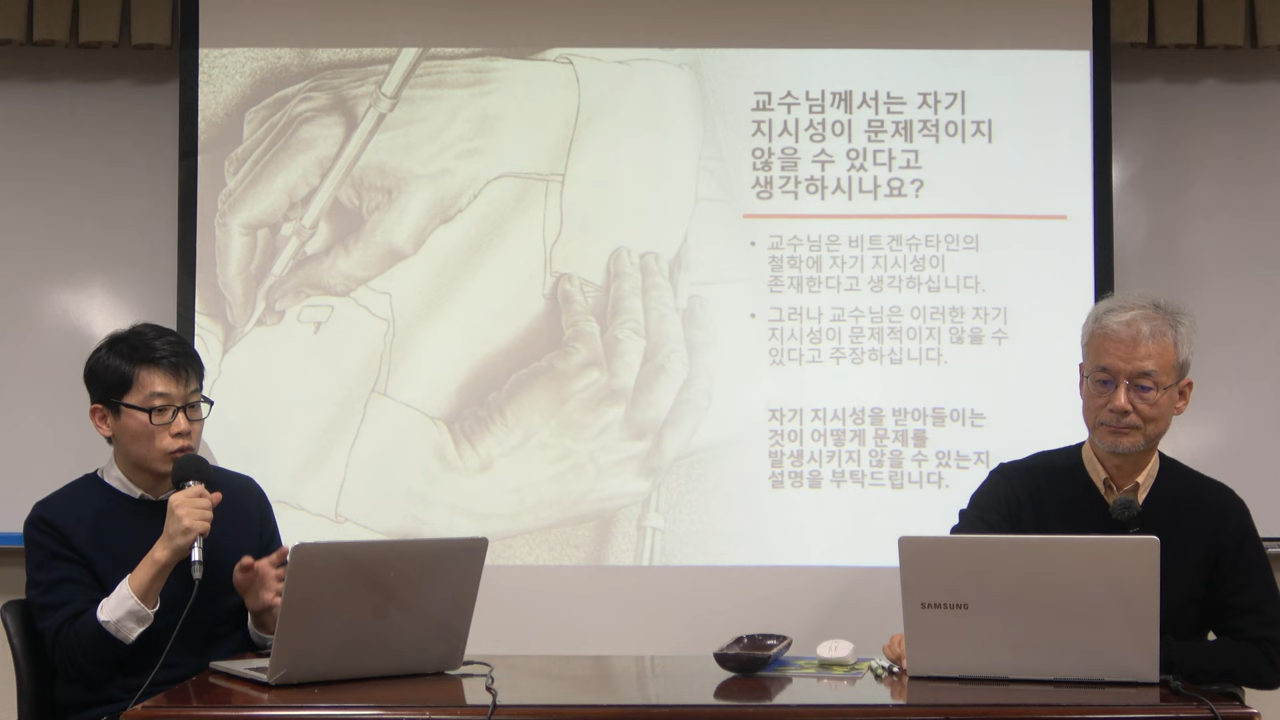 교수님께서는 자기
지시성이 문제적이지
않을 수 있다고
생각하시나요?
• 교수님은 비트겐슈타인의
철학에 자기 지시성이
존재한다고 생각하십니다.
• 그러나 교수님은 이러한 자기
지시성이 문제적이지 않을 수
있다고 주장하십니다.
자기 지시성을 받아들이는
것이 어떻게 문제를
발생시키지 않을 수 있는지
설명을 부탁드립니다.
SAMSUNG